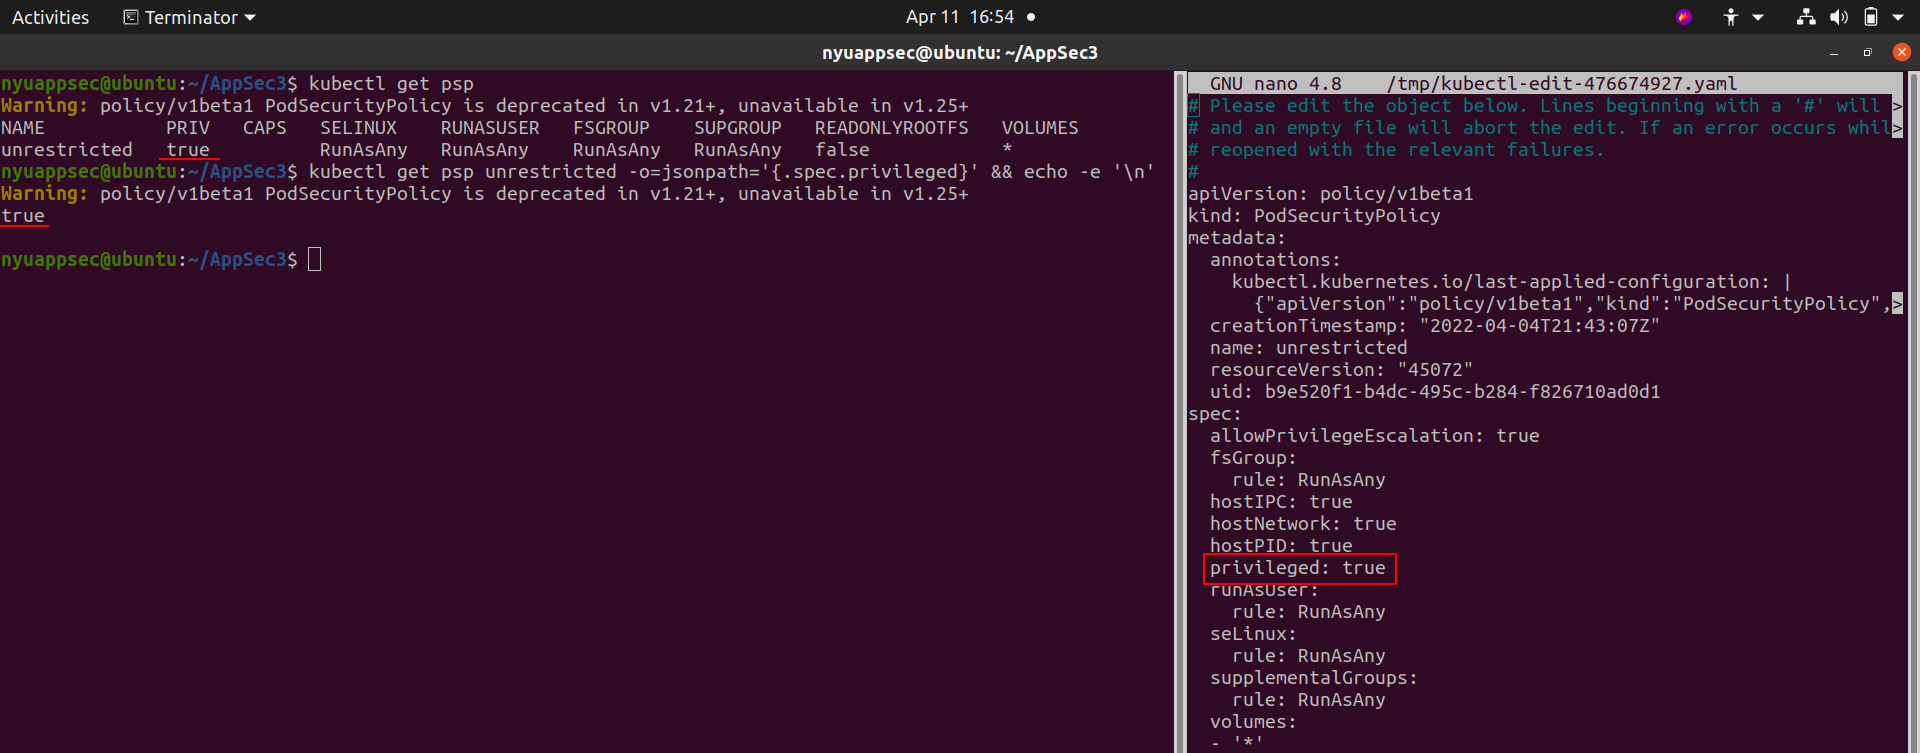 Activities Terminator Apr 11 16:54
nyuappsec@ubuntu: ~/AppSec3
nyuappsec@ubuntu:~/AppSec3$ kubectl get psp
Warning: policy/v1beta1 PodSecurityPolicy is deprecated in v1.21+, unavailable in v1.25+
NAME PRIV CAPS SELINUX RUNASUSER FSGROUP SUPGROUP READONLYROOTFS VOLUMES
unrestricted true RunAsAny RunAsAny RunAsAny RunAsAny false *
nyuappsec@ubuntu:~/AppSec3$ kubectl get psp unrestricted -o=jsonpath='{.spec.privileged}' && echo -e '\n'
Warning: policy/v1beta1 PodSecurityPolicy is deprecated in v1.21+, unavailable in v1.25+
true
nyuappsec@ubuntu:~/AppSec3$
GNU nano 4.8 /tmp/kubectl-edit-476674927.yaml
# Please edit the object below. Lines beginning with a '#' will >
# and an empty file will abort the edit. If an error occurs whil>
# reopened with the relevant failures.
#
apiVersion: policy/v1beta1
kind: PodSecurityPolicy
metadata:
  annotations:
    kubectl.kubernetes.io/last-applied-configuration: |
      {"apiVersion":"policy/v1beta1","kind":"PodSecurityPolicy",>
  creationTimestamp: "2022-04-04T21:43:07Z"
  name: unrestricted
  resourceVersion: "45072"
  uid: b9e520f1-b4dc-495c-b284-f826710ad0d1
spec:
  allowPrivilegeEscalation: true
  fsGroup:
    rule: RunAsAny
  hostIPC: true
  hostNetwork: true
  hostPID: true
  privileged: true
  runAsUser:
    rule: RunAsAny
  seLinux:
    rule: RunAsAny
  supplementalGroups:
    rule: RunAsAny
  volumes:
  - '*'